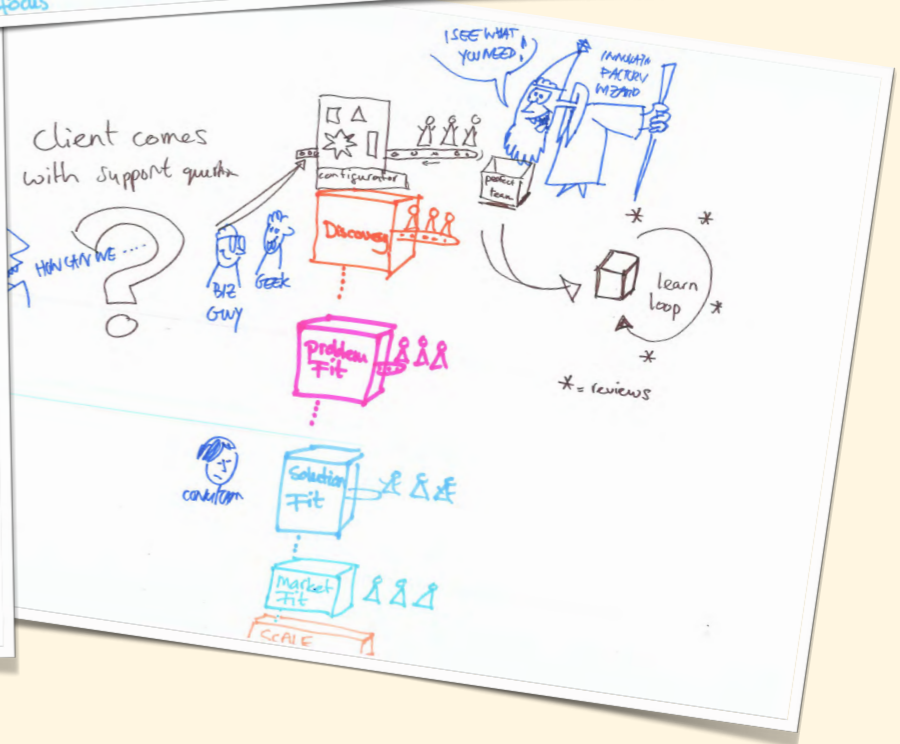 focus
I SEE WHAT
YOU NEED!
FACTORY
WIZARD
client comes
with support question
configurator
perfect
team
HOW CAN WE ....
?
BIZ
GUY
GEEK
Discovery
learn
loop
* = reviews
problem
Fit
Solution
Fit
market
Fit
SCALE